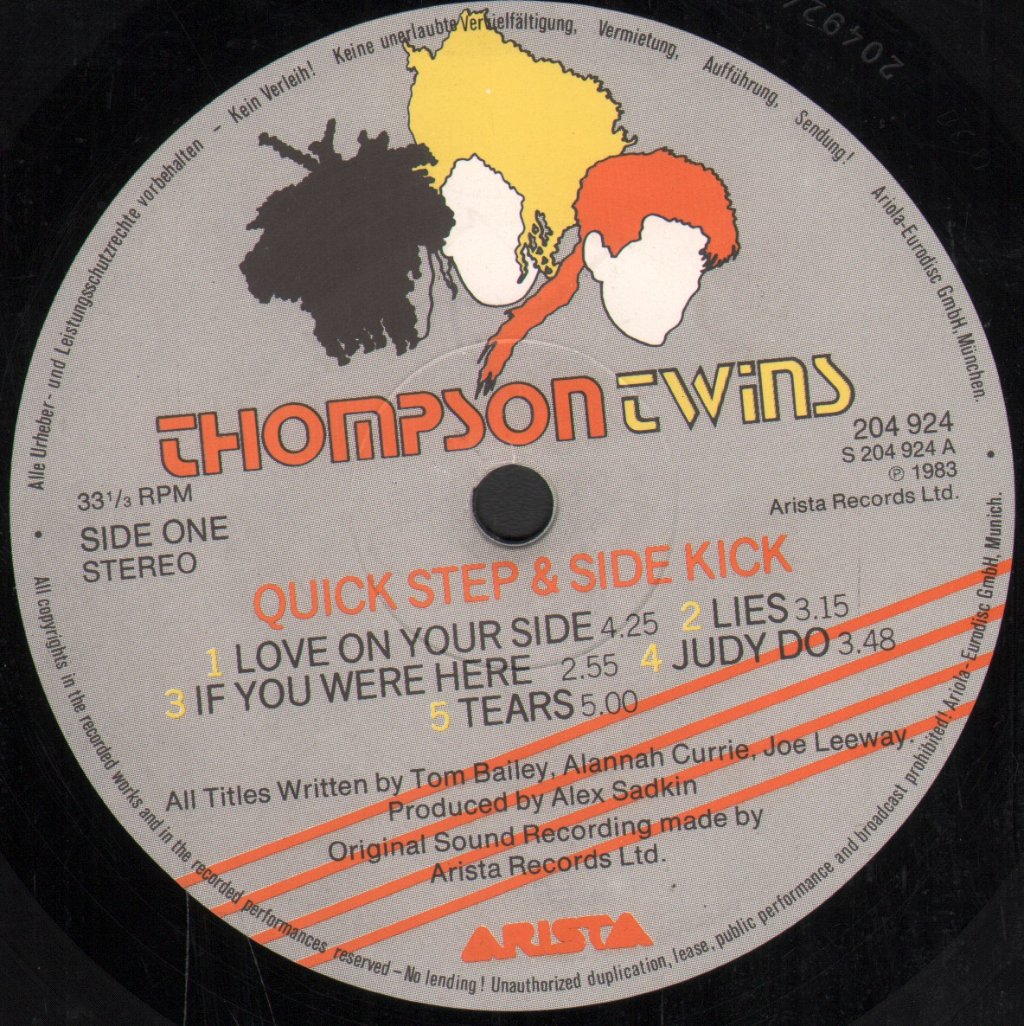 Alle Urheber- und Leistungsschutzrechte vorbehalten – Kein Verleih! Keine unerlaubte Vervielfältigung, Vermietung, Aufführung, Sendung!
Ariola-Eurodisc GmbH, München.
THOMPSON TWINS
204 924
S 204 924 A
℗ 1983
Arista Records Ltd.
33 1/3 RPM
SIDE ONE
STEREO
QUICK STEP & SIDE KICK
1 LOVE ON YOUR SIDE 4.25 2 LIES 3.15
3 IF YOU WERE HERE 2.55 4 JUDY DO 3.48
5 TEARS 5.00
All Titles Written by Tom Bailey, Alannah Currie, Joe Leeway.
Produced by Alex Sadkin
Original Sound Recording made by
Arista Records Ltd.
ARISTA
All copyrights in the recorded works and in the recorded performances reserved – No lending! Unauthorized duplication, lease, public performance and broadcast prohibited! Ariola-Eurodisc GmbH, Munich.